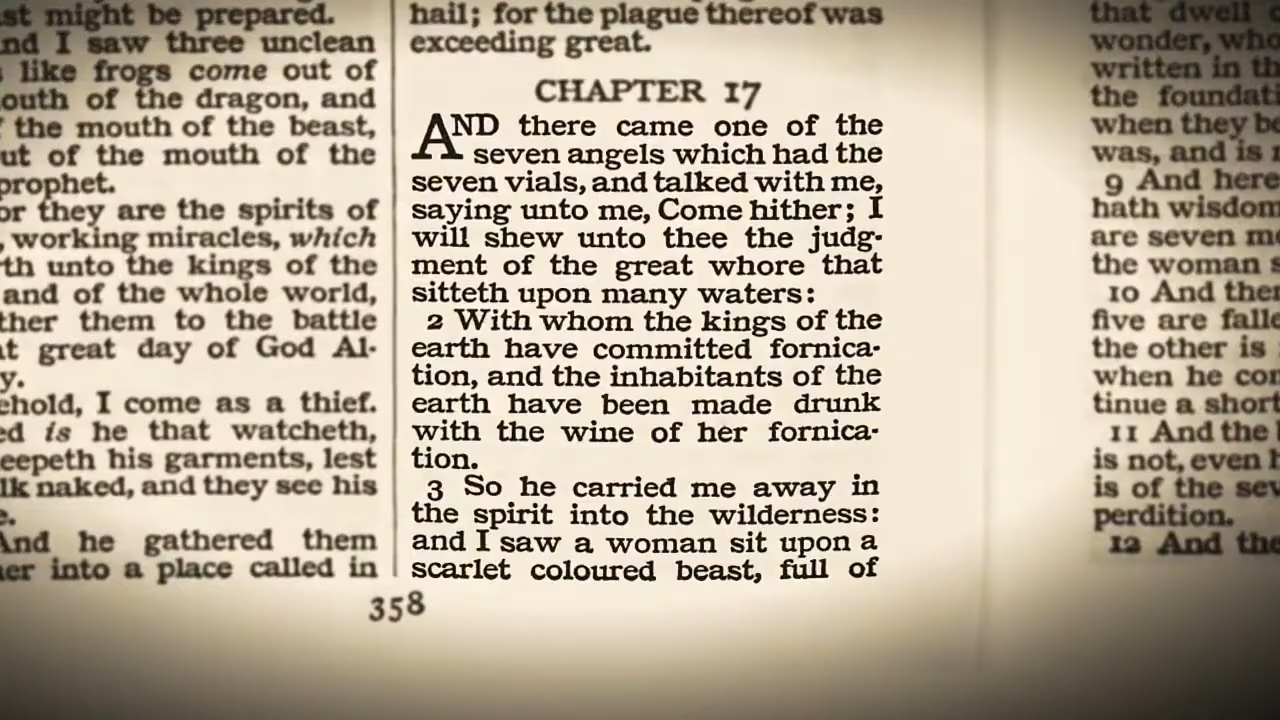 st might be prepared.
nd I saw three unclean
like frogs come out of
outh of the dragon, and
the mouth of the beast,
ut of the mouth of the
prophet.
or they are the spirits of
, working miracles, which
rth unto the kings of the
and of the whole world,
ther them to the battle
at great day of God Al-
y.
ehold, I come as a thief.
ed is he that watcheth,
eepeth his garments, lest
lk naked, and they see his
e.
And he gathered them
her into a place called in
hail; for the plague thereof was
exceeding great.
CHAPTER 17
AND there came one of the
seven angels which had the
seven vials, and talked with me,
saying unto me, Come hither; I
will shew unto thee the judg-
ment of the great whore that
sitteth upon many waters:
2 With whom the kings of the
earth have committed fornica-
tion, and the inhabitants of the
earth have been made drunk
with the wine of her fornica-
tion.
3 So he carried me away in
the spirit into the wilderness:
and I saw a woman sit upon a
scarlet coloured beast, full of
358
that dwell
wonder, who
written in th
the foundati
when they be
was, and is
9 And here
hath wisdom
are seven mo
the woman s
10 And ther
five are falle
the other is
when he con
tinue a short
11 And the
is not, even h
is of the sev
perdition.
12 And the